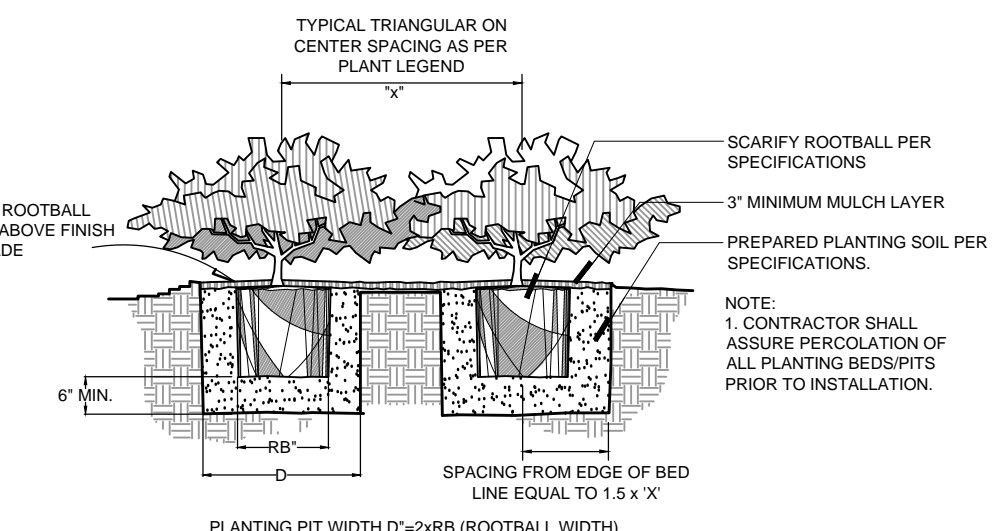 TYPICAL TRIANGULAR ON
CENTER SPACING AS PER
PLANT LEGEND
"x"
SCARIFY ROOTBALL PER
SPECIFICATIONS
3" MINIMUM MULCH LAYER
PREPARED PLANTING SOIL PER
SPECIFICATIONS.
NOTE:
1. CONTRACTOR SHALL
ASSURE PERCOLATION OF
ALL PLANTING BEDS/PITS
PRIOR TO INSTALLATION.
ROOTBALL
ABOVE FINISH
6" MIN.
RB"
D
SPACING FROM EDGE OF BED
LINE EQUAL TO 1.5 x 'X'
PLANTING PIT WIDTH D"=2xRB (ROOTBALL WIDTH)